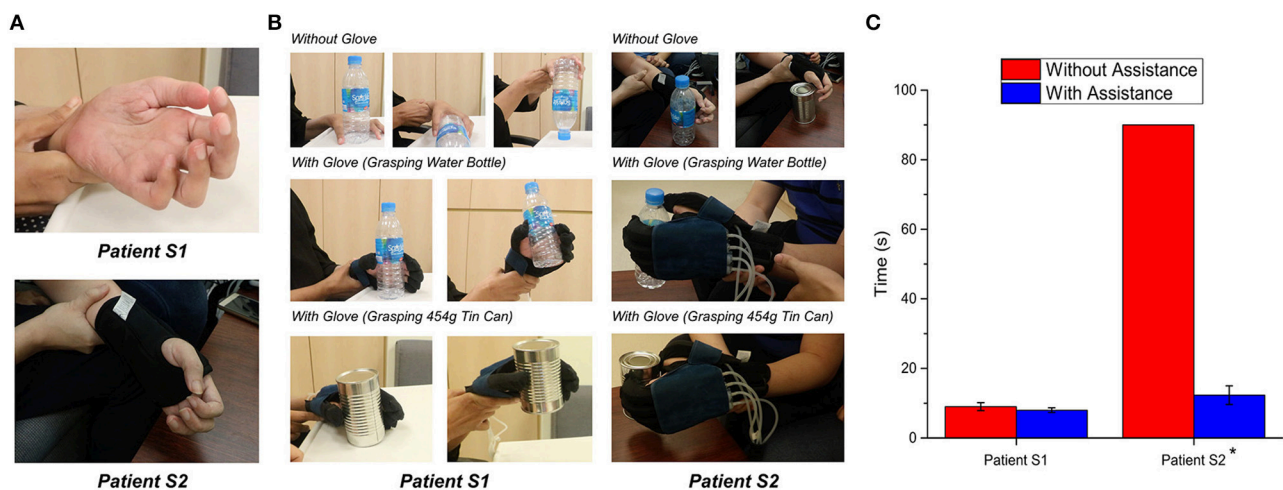 A
Patient S1
Patient S2
B
Without Glove
Without Glove
With Glove (Grasping Water Bottle)
With Glove (Grasping Water Bottle)
With Glove (Grasping 454g Tin Can)
With Glove (Grasping 454g Tin Can)
Patient S1
Patient S2
C
Without Assistance
With Assistance
Time (s)
100
80
60
40
20
0
Patient S1
Patient S2 *